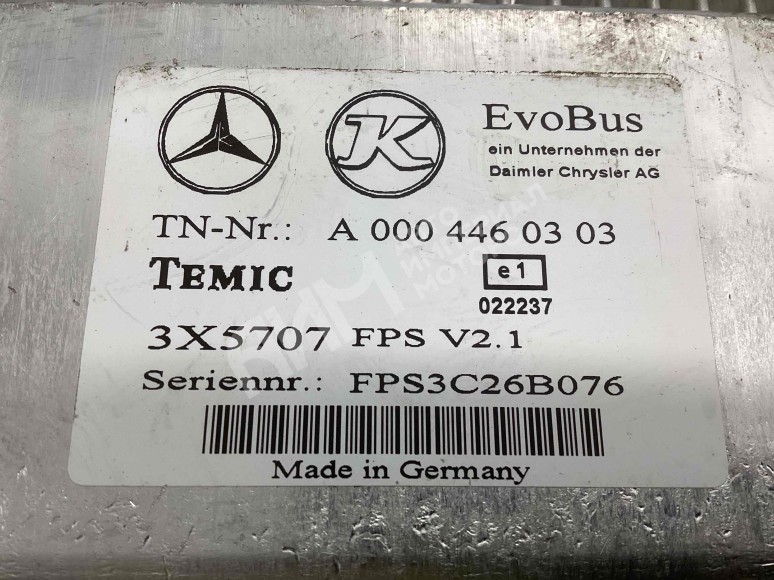 K
EvoBus
ein Unternehmen der
Daimler Chrysler AG
TN-Nr.: A 000 446 03 03
TEMIC
e1
022237
3X5707 FPS V2.1
Seriennr.: FPS3C26B076
Made in Germany